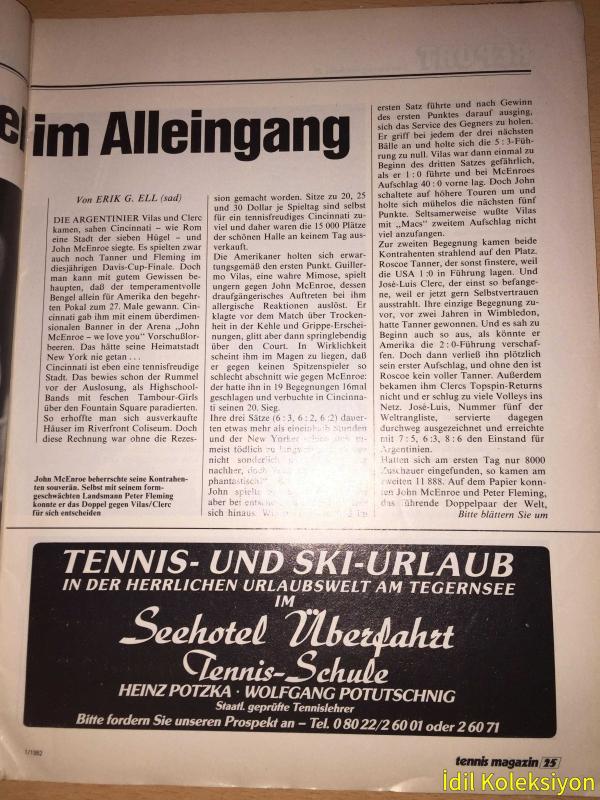 REPORT
el im Alleingang
Von ERIK G. ELL (sad)
DIE ARGENTINIER Vilas und Clerc
kamen, sahen Cincinnati – wie Rom
eine Stadt der sieben Hügel – und
John McEnroe siegte. Es spielten zwar
auch noch Tanner und Fleming im
diesjährigen Davis-Cup-Finale. Doch
man kann mit gutem Gewissen be-
haupten, daß der temperamentvolle
Bengel allein für Amerika den begehr-
ten Pokal zum 27. Male gewann. Cin-
cinnati gab ihm mit einem überdimen-
sionalen Banner in der Arena „John
McEnroe – we love you" Vorschußlor-
beeren. Das hätte seine Heimatstadt
New York nie getan . . .
Cincinnati ist eben eine tennisfreudige
Stadt. Das bewies schon der Rummel
vor der Auslosung, als Highschool-
Bands mit feschen Tambour-Girls
über den Fountain Square paradierten.
So erhoffte man sich ausverkaufte
Häuser im Riverfront Coliseum. Doch
diese Rechnung war ohne die Rezes-
John McEnroe beherrschte seine Kontrahen-
ten souverän. Selbst mit seinem form-
geschwächten Landsmann Peter Fleming
konnte er das Doppel gegen Vilas/Clerc
für sich entscheiden
sion gemacht worden. Sitze zu 20, 25
und 30 Dollar je Spieltag sind selbst
für ein tennisfreudiges Cincinnati zu-
viel und daher waren die 15 000 Plätze
der schönen Halle an keinem Tag aus-
verkauft.
Die Amerikaner holten sich erwar-
tungsgemäß den ersten Punkt. Guiller-
mo Vilas, eine wahre Mimose, spielt
ungern gegen John McEnroe, dessen
draufgängerisches Auftreten bei ihm
allergische Reaktionen auslöst. Er
klagte vor dem Match über Trocken-
heit in der Kehle und Grippe-Erschei-
nungen, glitt aber dann springlebendig
über den Court. In Wirklichkeit
scheint ihm im Magen zu liegen, daß
er gegen keinen Spitzenspieler so
schlecht abschnitt wie gegen McEnroe:
der hatte ihn in 19 Begegnungen 16mal
geschlagen und verbuchte in Cincinna-
ti seinen 20. Sieg.
Ihre drei Sätze (6 : 3, 6 : 2, 6:2) dauer-
ten etwas mehr als eineinhalb Stunden
und der New Yorker
meist tödlich zu
nicht sonderlich
nachher, doch
phantastisch!"
John spielte
aber bei
sich hinaus.
ersten Satz führte und nach Gewinn
des ersten Punktes darauf ausging,
sich das Service des Gegners zu holen.
Er griff bei jedem der drei nächsten
Bälle an und holte sich die 5 : 3-Füh-
rung zu null. Vilas war dann einmal zu
Beginn des dritten Satzes gefährlich,
als er 1 : 0 führte und bei McEnroes
Aufschlag 40 : 0 vorne lag. Doch John
schaltete auf höhere Touren um und
holte sich mühelos die nächsten fünf
Punkte. Seltsamerweise wußte Vilas
mit „Macs" zweitem Aufschlag nicht
viel anzufangen.
Zur zweiten Begegnung kamen beide
Kontrahenten strahlend auf den Platz.
Roscoe Tanner, der sonst finstere, weil
die USA 1 : 0 in Führung lagen. Und
José-Luis Clerc, der einst so befange-
ne, weil er jetzt gern Selbstvertrauen
ausstrahlt. Ihre einzige Begegnung zu-
vor, vor zwei Jahren in Wimbledon,
hatte Tanner gewonnen. Und es sah zu
Beginn auch so aus, als könnte er
Amerika die 2 : 0-Führung verschaf-
fen. Doch dann verließ ihn plötzlich
sein erster Aufschlag, und ohne den ist
Roscoe kein voller Tanner. Außerdem
bekamen ihm Clercs Topspin-Returns
nicht und er schlug zu viele Volleys ins
Netz. José-Luis, Nummer fünf der
Weltrangliste, servierte dagegen
durchweg ausgezeichnet und erreichte
mit 7 : 5, 6:3, 8 : 6 den Einstand für
Argentinien.
Hatten sich am ersten Tag nur 8000
Zuschauer eingefunden, so kamen am
zweiten 11 888. Auf dem Papier konn-
ten John McEnroe und Peter Fleming,
das führende Doppelpaar der Welt,
Bitte blättern Sie um
TENNIS- UND SKI-URLAUB
IN DER HERRLICHEN URLAUBSWELT AM TEGERNSEE
IM
Seehotel Überfahrt
Tennis-Schule
HEINZ POTZKA · WOLFGANG POTUTSCHNIG
Staatl. geprüfte Tennislehrer
Bitte fordern Sie unseren Prospekt an – Tel. 0 80 22/2 60 01 oder 2 60 71
1/1982
tennis magazin 25
İdil Koleksiyon